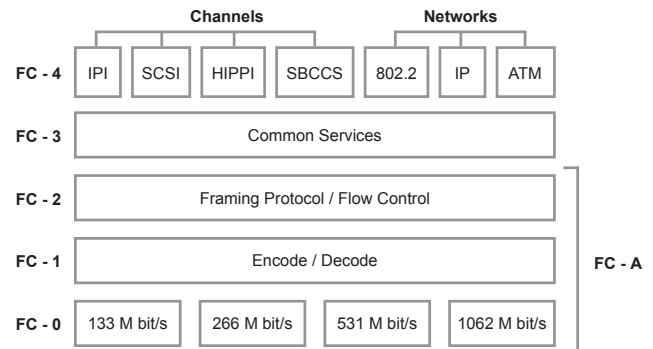 Channels Networks
FC - 4 IPI SCSI HIPPI SBCCS 802.2 IP ATM
FC - 3 Common Services
FC - 2 Framing Protocol / Flow Control
FC - 1 Encode / Decode
FC - A
FC - 0 133 M bit/s 266 M bit/s 531 M bit/s 1062 M bit/s